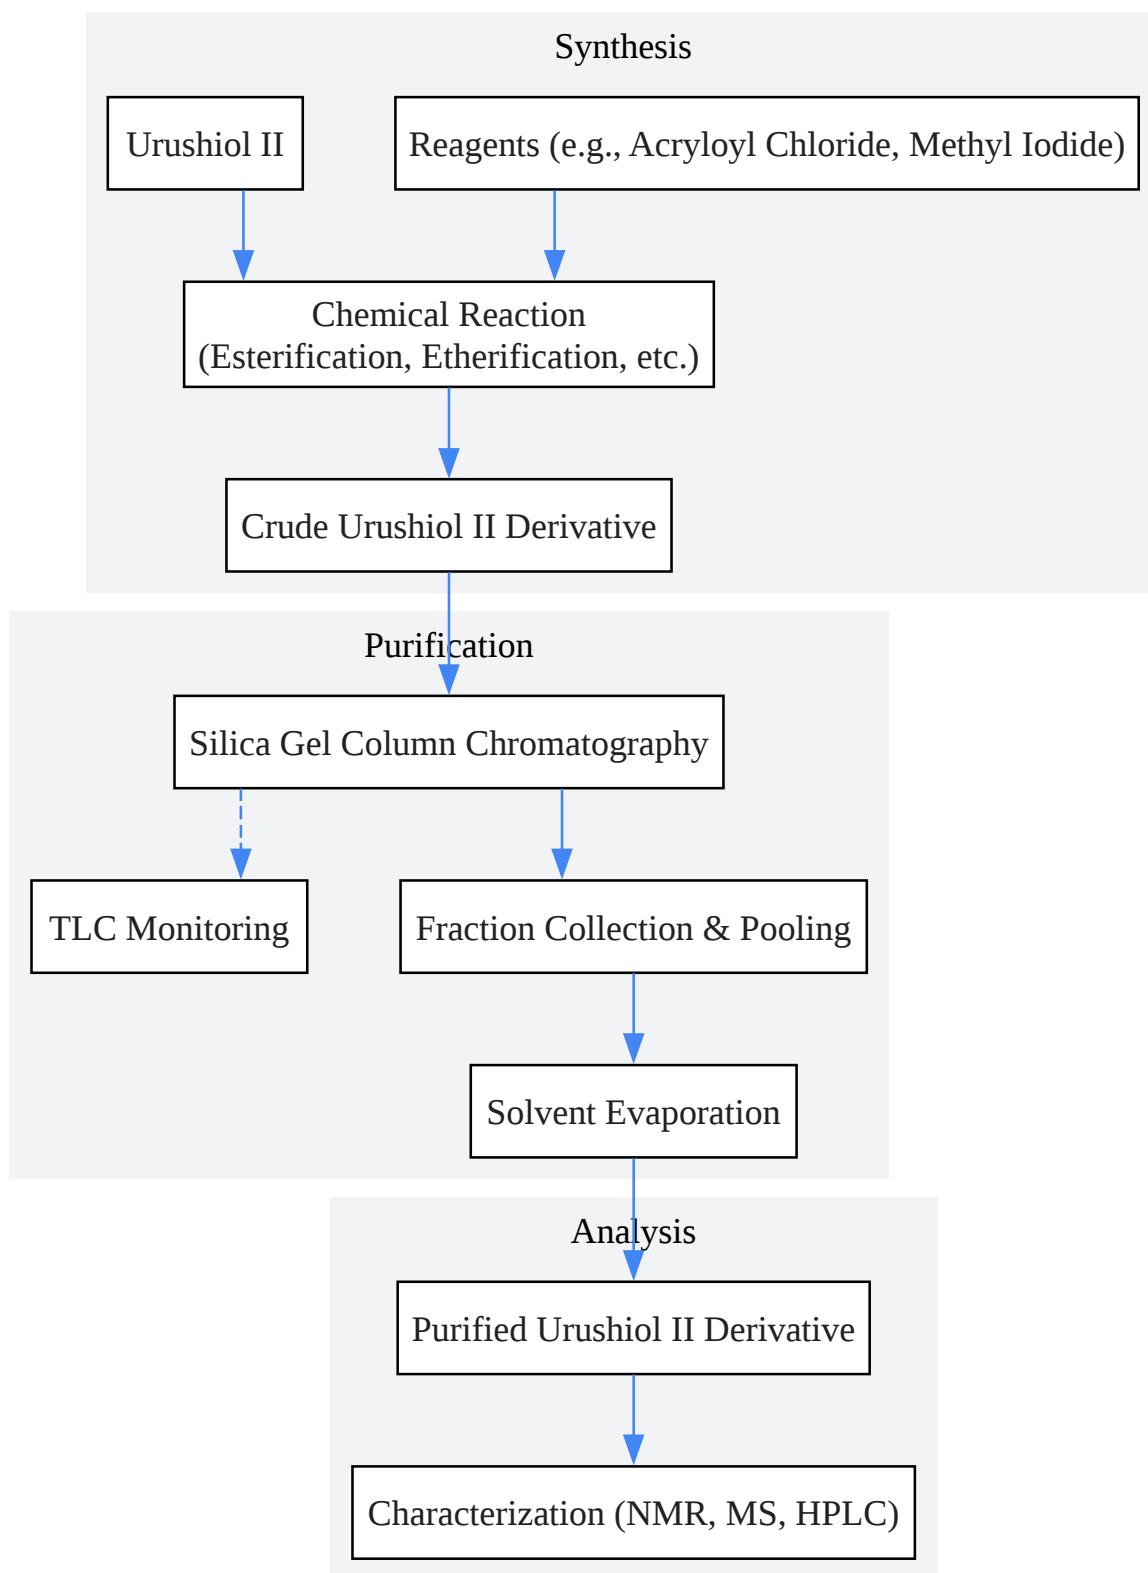 Synthesis
Urushiol II
Reagents (e.g., Acryloyl Chloride, Methyl Iodide)
Chemical Reaction
(Esterification, Etherification, etc.)
Crude Urushiol II Derivative
Purification
Silica Gel Column Chromatography
TLC Monitoring
Fraction Collection & Pooling
Solvent Evaporation
Analysis
Purified Urushiol II Derivative
Characterization (NMR, MS, HPLC)